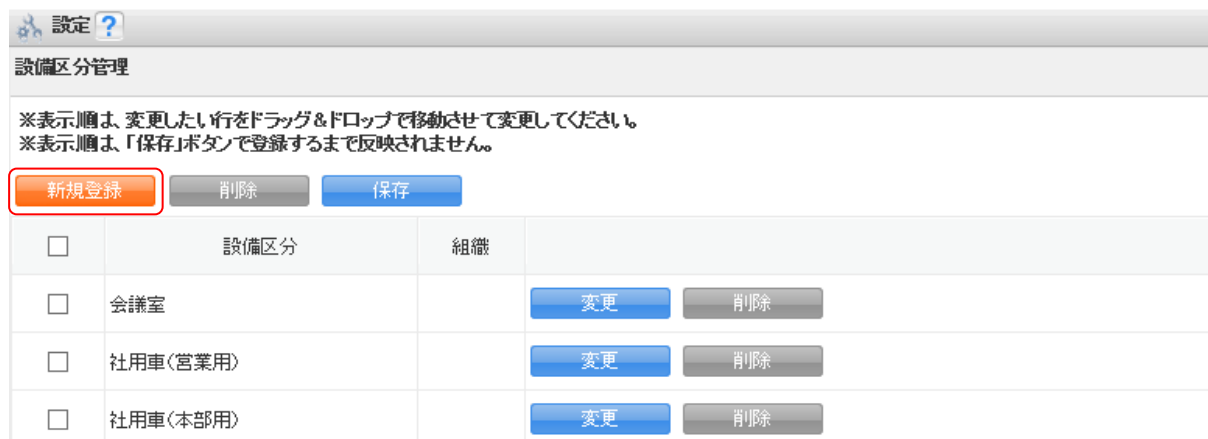 設定 ?
設備区分管理
※表示順は、変更したい行をドラッグ&ドロップで移動させて変更してください。
※表示順は、「保存」ボタンで登録するまで反映されません。
新規登録 削除 保存
設備区分 組織
会議室 変更 削除
社用車(営業用) 変更 削除
社用車(本部用) 変更 削除